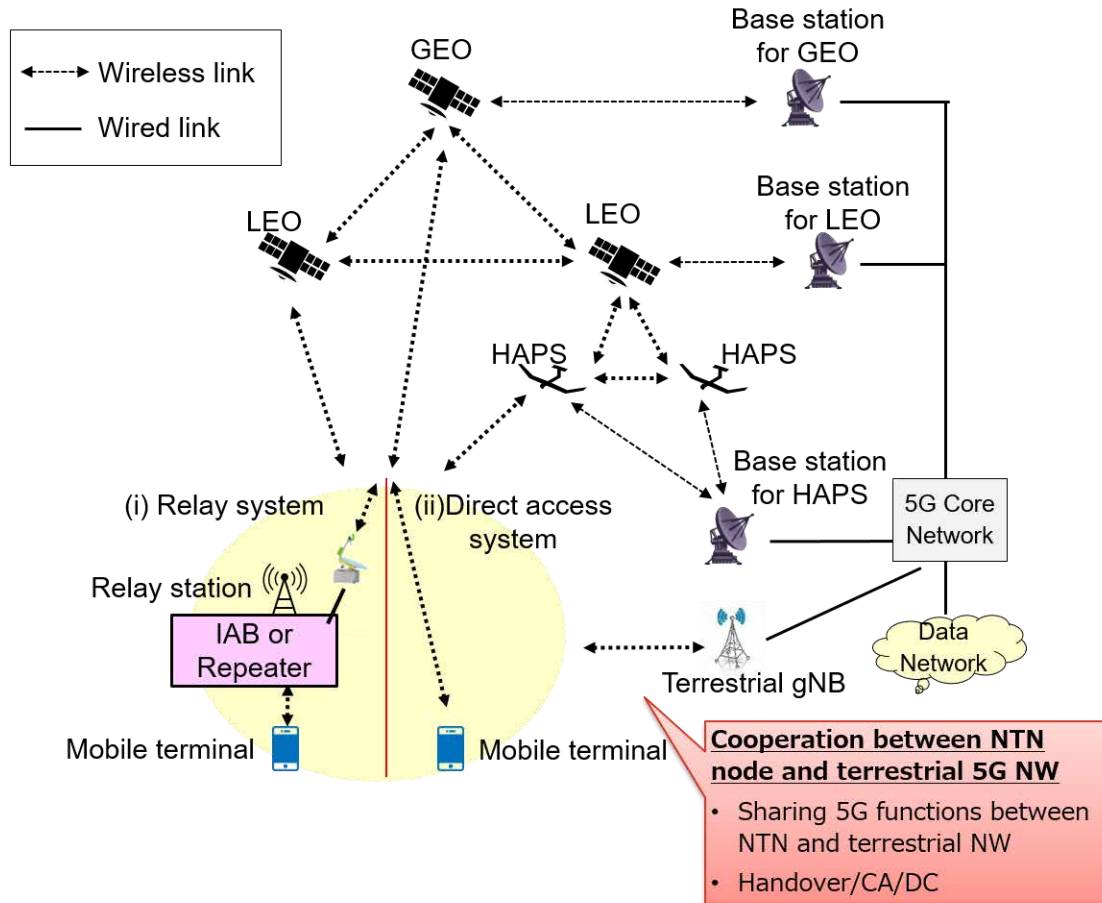 Wireless link
Wired link
GEO
Base station
for GEO
LEO
LEO
Base station
for LEO
HAPS
HAPS
Base station
for HAPS
5G Core
Network
(i) Relay system
(ii)Direct access
system
Relay station
IAB or
Repeater
Terrestrial gNB
Data
Network
Mobile terminal
Mobile terminal
Cooperation between NTN
node and terrestrial 5G NW
• Sharing 5G functions between
NTN and terrestrial NW
• Handover/CA/DC